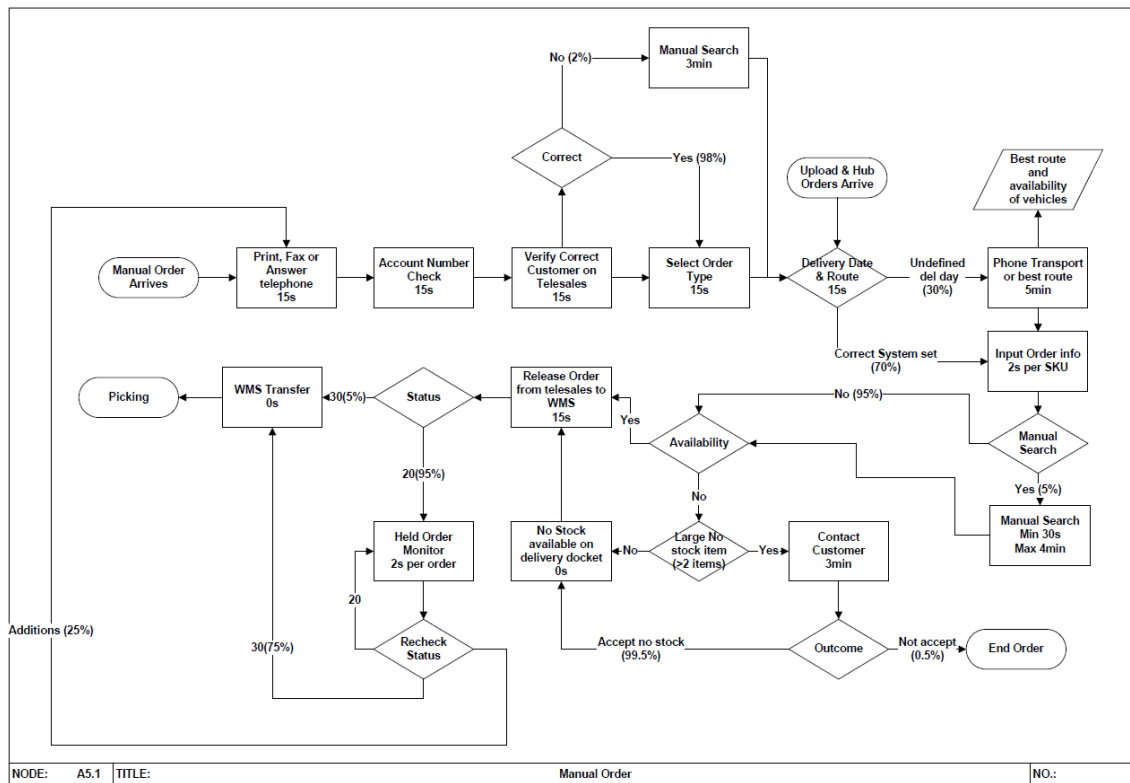 No (2%)
Manual Search
3min
Correct
Yes (98%)
Upload & Hub
Orders Arrive
Best route
and
availability
of vehicles
Manual Order
Arrives
Print, Fax or
Answer
telephone
15s
Account Number
Check
15s
Verify Correct
Customer on
Telesales
15s
Select Order
Type
15s
Delivery Date
& Route
15s
Undefined
del day
(30%)
Phone Transport
or best route
5min
Correct System set
(70%)
Input Order info
2s per SKU
Picking
WMS Transfer
0s
30(5%)
Status
Release Order
from telesales to
WMS
15s
Yes
Availability
No (95%)
Manual
Search
20(95%)
No
Yes (5%)
Manual Search
Min 30s
Max 4min
Held Order
Monitor
2s per order
No Stock
available on
delivery docket
0s
No
Large No
stock item
(>2 items)
Yes
Contact
Customer
3min
20
Additions (25%)
30(75%)
Recheck
Status
Accept no stock
(99.5%)
Outcome
Not accept
(0.5%)
End Order
NODE: A5.1 TITLE: Manual Order NO.: